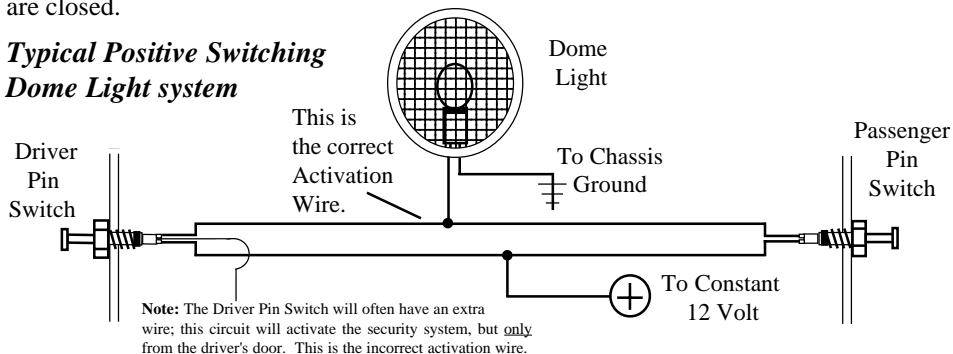 are closed.
Typical Positive Switching
Dome Light system
Dome
Light
This is
the correct
Activation
Wire.
To Chassis
Ground
Driver
Pin
Switch
Passenger
Pin
Switch
To Constant
12 Volt
Note: The Driver Pin Switch will often have an extra
wire; this circuit will activate the security system, but only
from the driver's door. This is the incorrect activation wire.